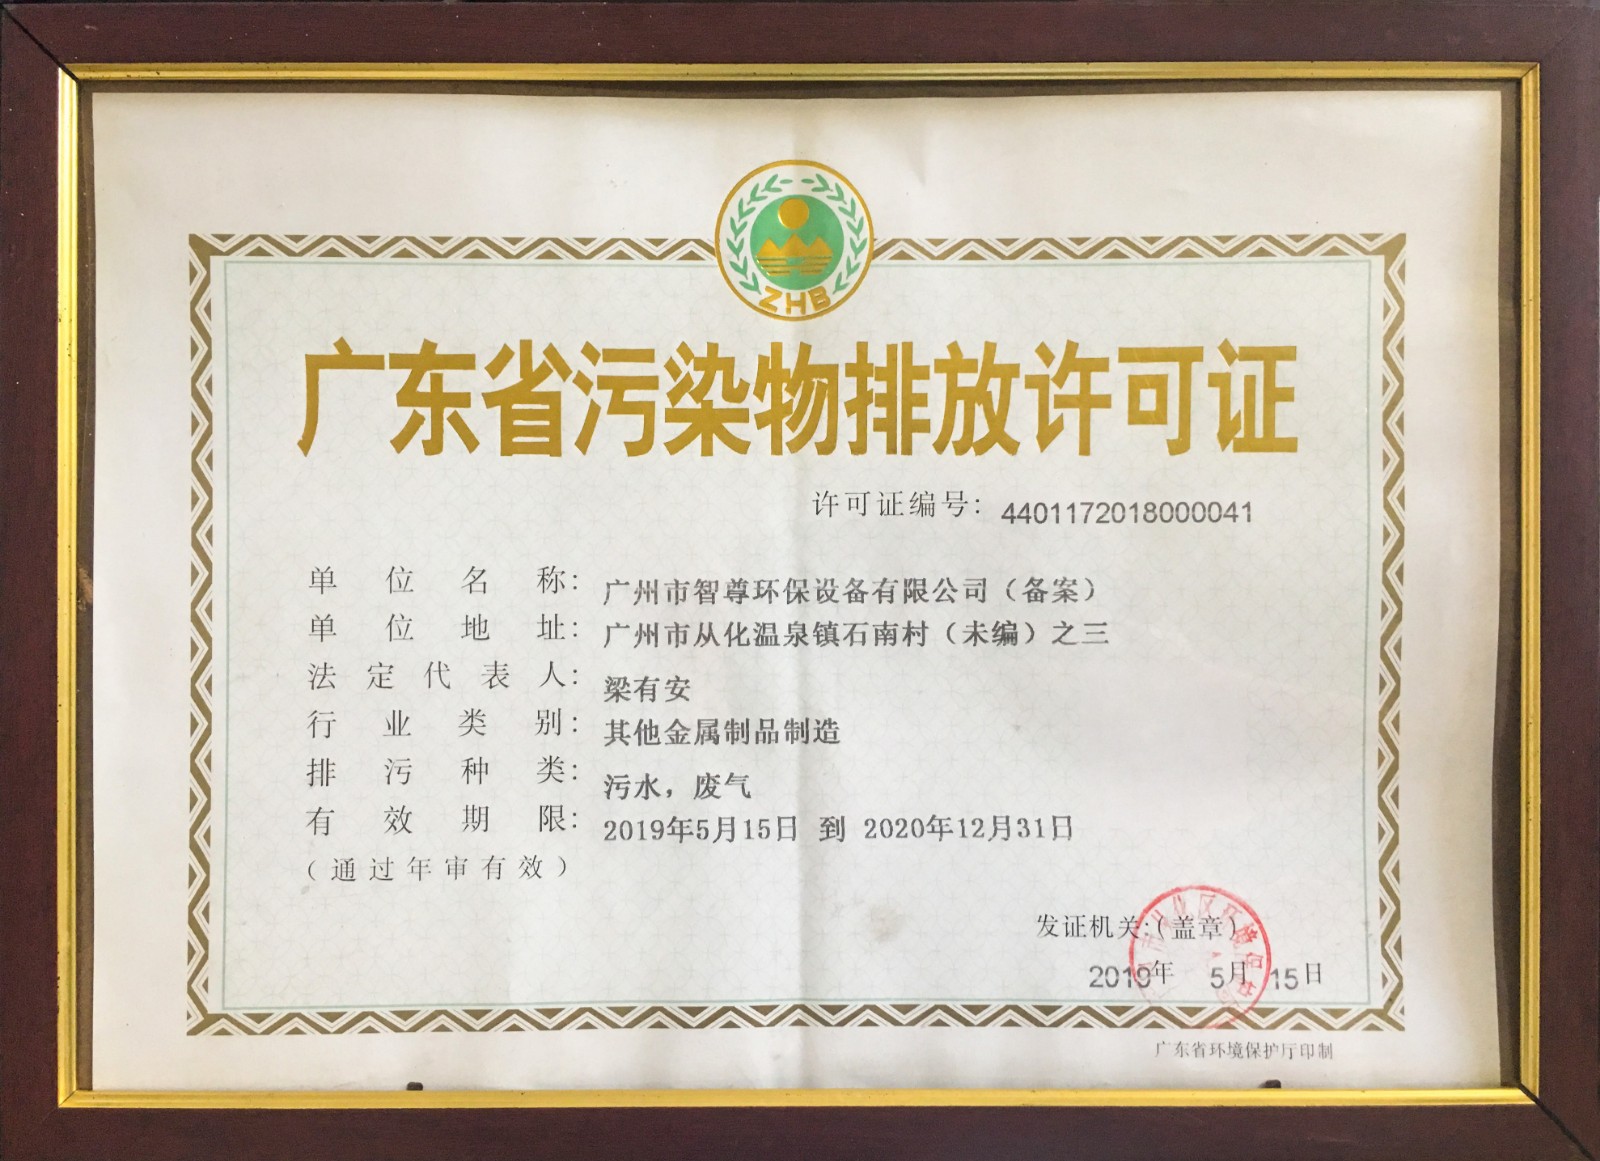 ZHB
广东省污染物排放许可证
许可证编号: 4401172018000041
单位名称: 广州市智尊环保设备有限公司（备案）
单位地址: 广州市从化温泉镇石南村（未编）之三
法定代表人: 梁有安
行业类别: 其他金属制品制造
排污种类: 污水，废气
有效期限: 2019年5月15日 到 2020年12月31日
（通过年审有效）
发证机关:(盖章)
2019年 5月 15日
广东省环境保护厅印制